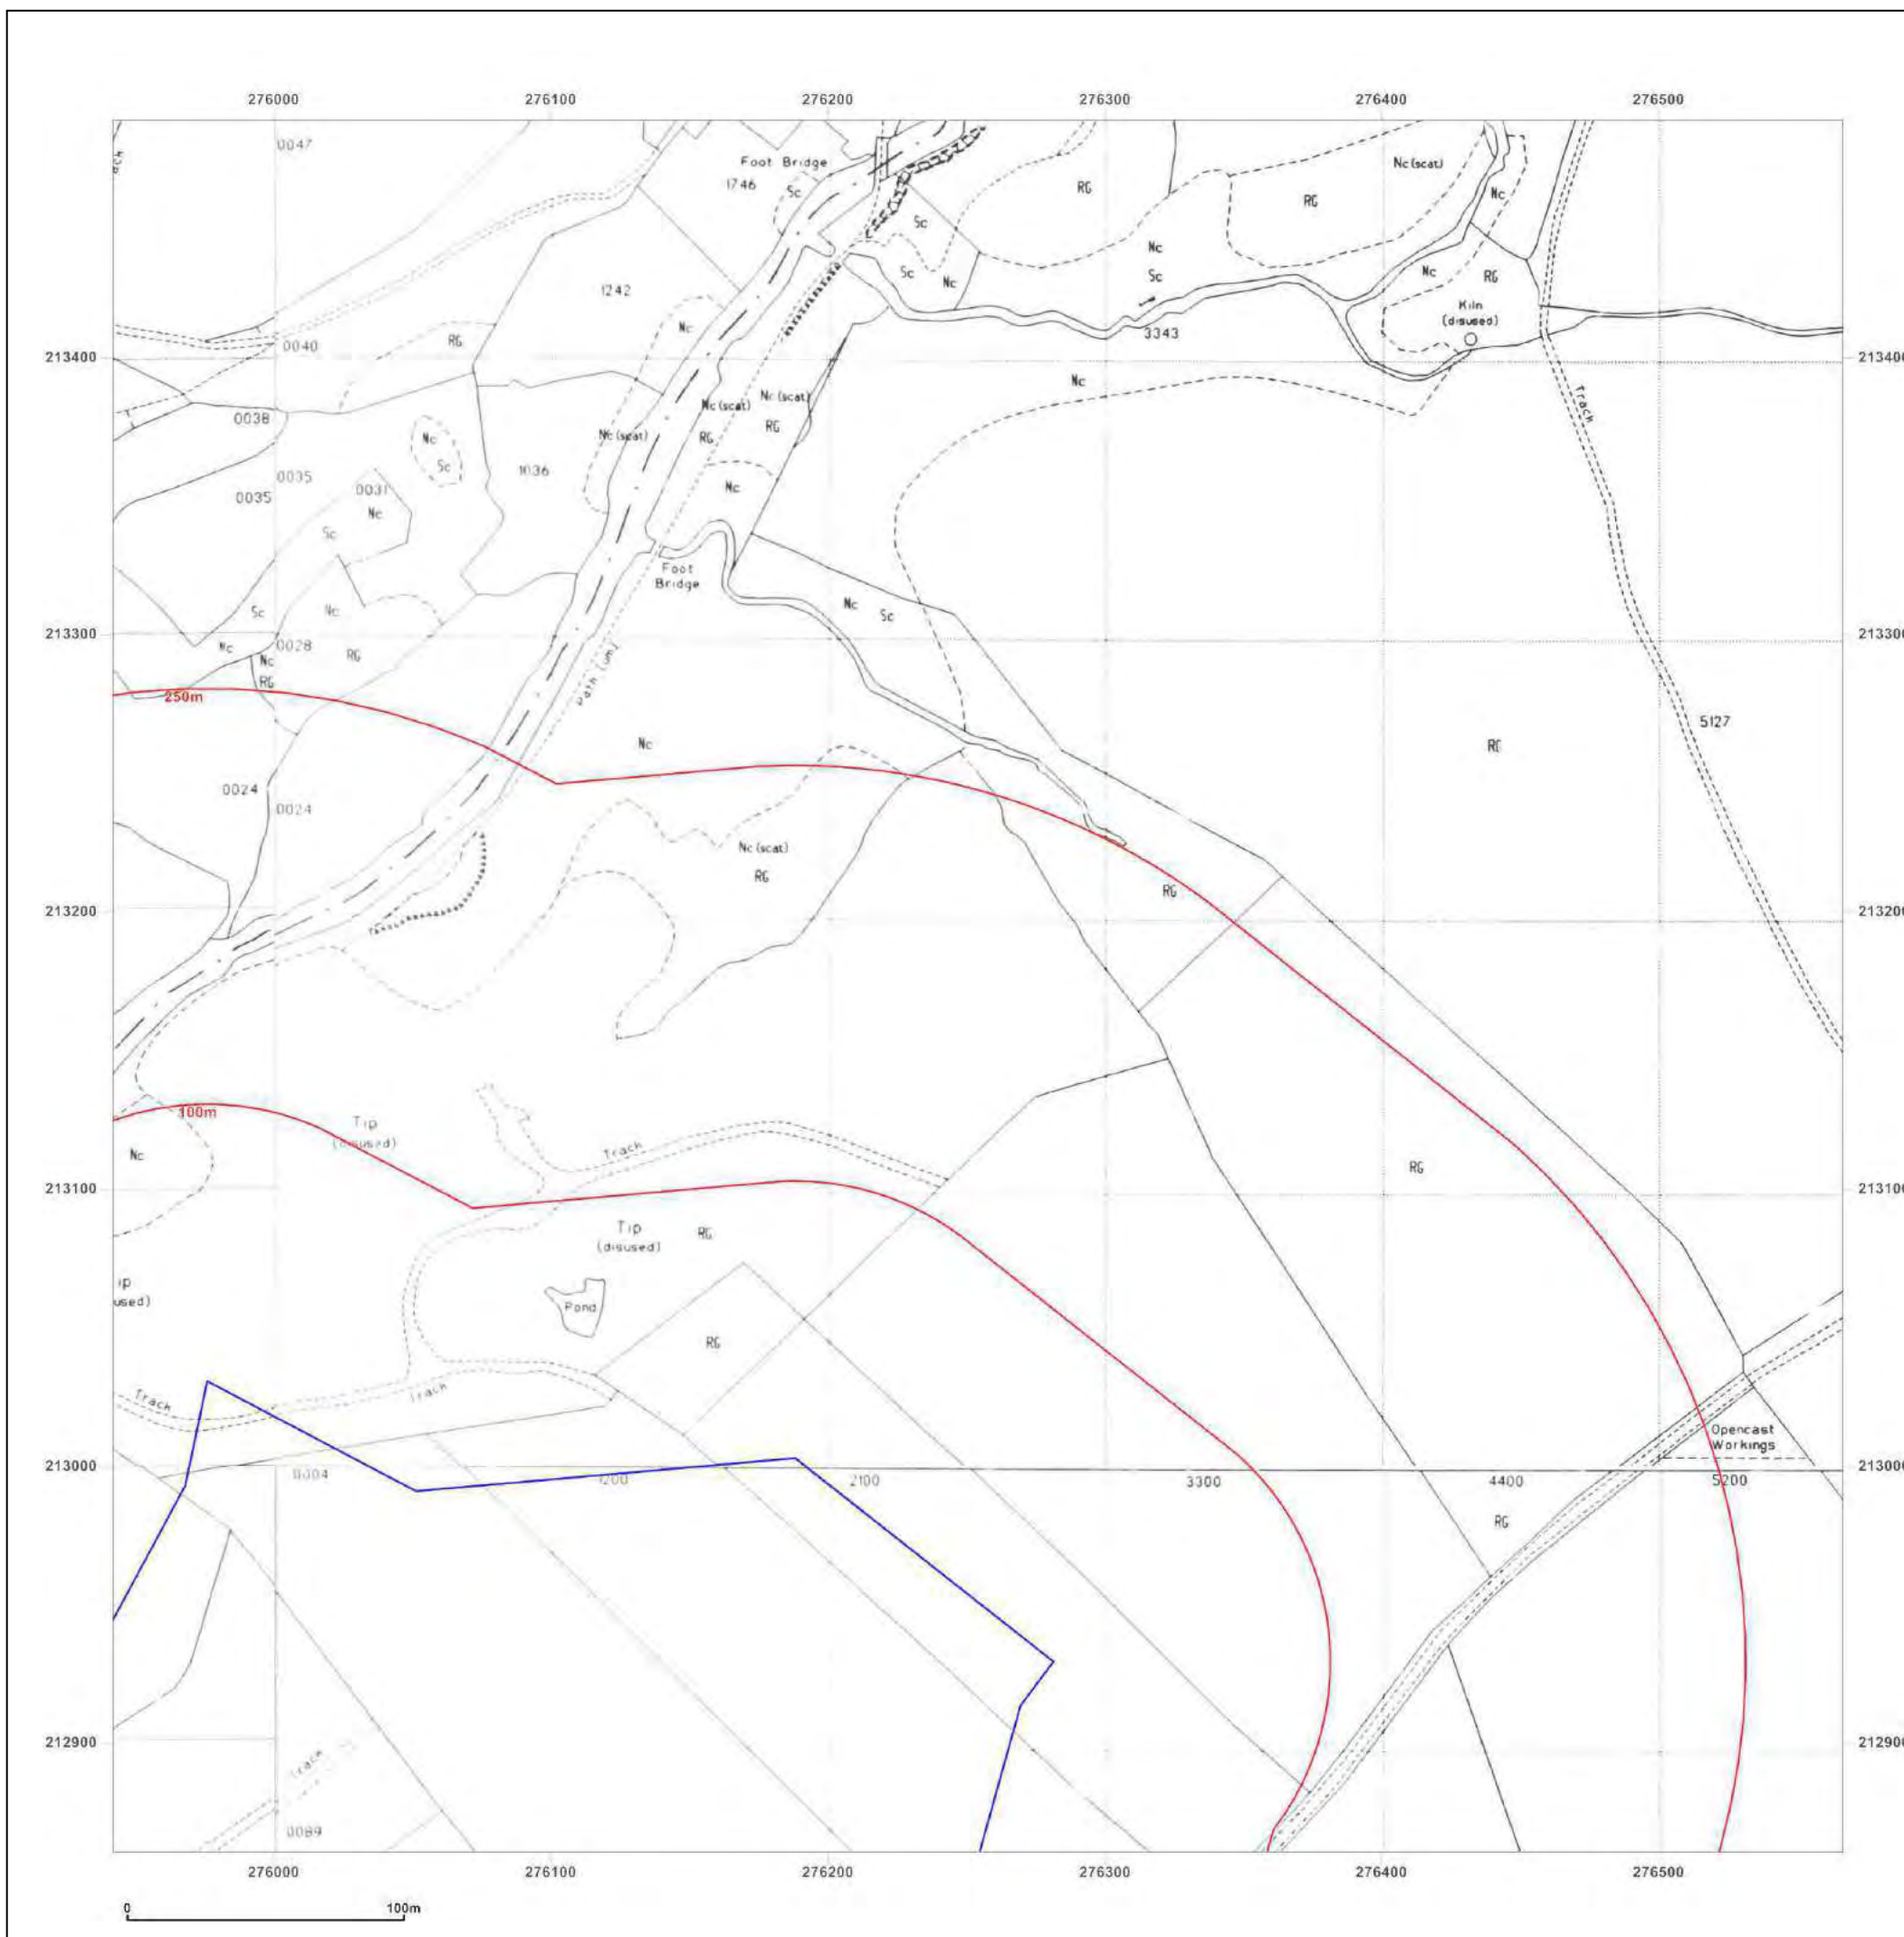 276000 276100 276200 276300 276400 276500
0047
Foot Bridge
1746
Sc
RG
Nc (scat)
Nc
RG
Sc
Nc
Sc
Sc
Nc
Nc
RG
Kiln
(disused)
1242
Nc
3343
0040
RG
213400
213400
Nc
Track
Nc (scat)
Nc (scat)
0038
Nc (scat)
RG
RG
Nc
Sc
1036
0035
0035
0031
Nc
Nc
Sc
Foot
Bridge
Nc
Sc
Sc
Nc
213300
213300
Nc
0028
Nc
RG
RG
250m
Path (um)
5127
Nc
RG
0024
0024
Nc (scat)
RG
RG
213200
213200
100m
Tip
(disused)
Track
Nc
RG
213100
213100
Tip
(disused)
RG
ip
used)
Pond
RG
Track
Track
Opencast
Workings
213000
213000
0004
1200
2100
3300
4400
5200
RG
212900
212900
Track
0089
276000 276100 276200 276300 276400 276500
0 100m